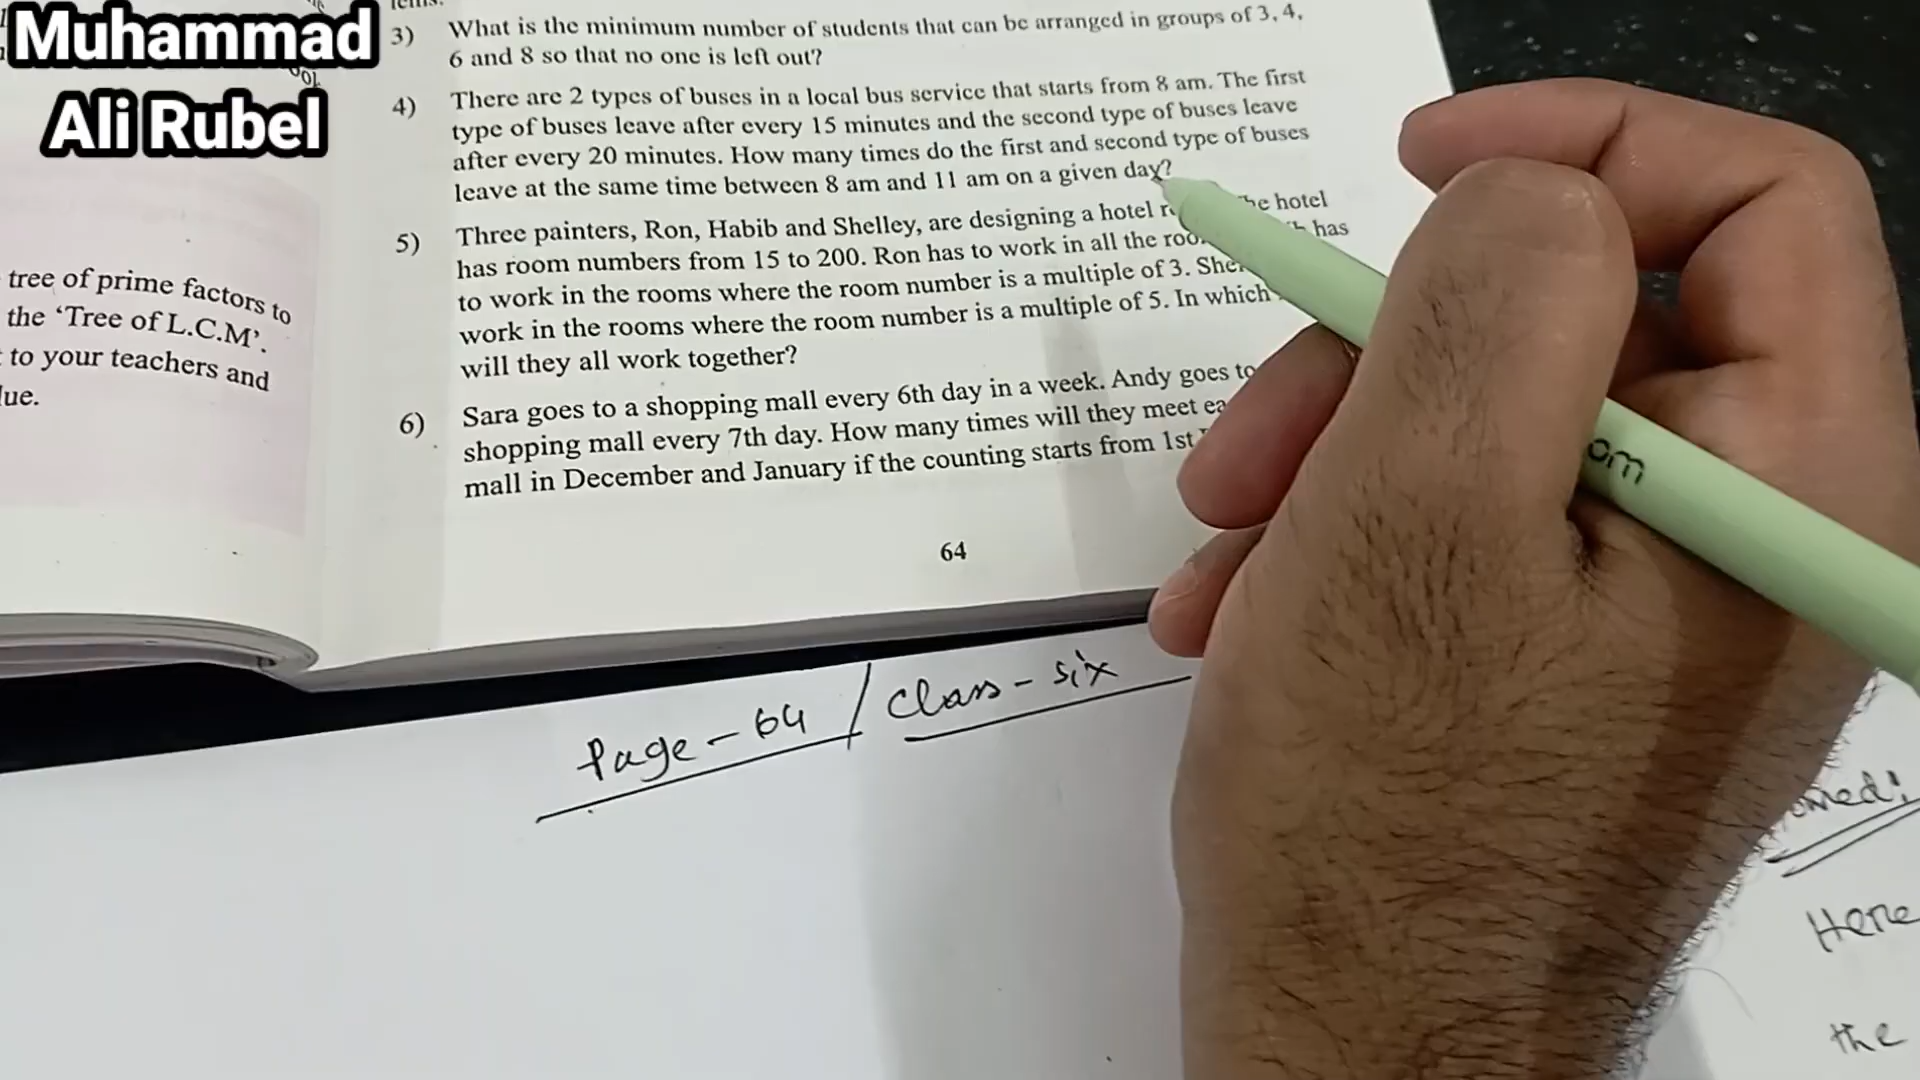 Muhammad
Ali Rubel
3) What is the minimum number of students that can be arranged in groups of 3, 4,
6 and 8 so that no one is left out?
4) There are 2 types of buses in a local bus service that starts from 8 am. The first
type of buses leave after every 15 minutes and the second type of buses leave
after every 20 minutes. How many times do the first and second type of buses
leave at the same time between 8 am and 11 am on a given day?
5) Three painters, Ron, Habib and Shelley, are designing a hotel hotel
has room numbers from 15 to 200. Ron has to work in all the has
to work in the rooms where the room number is a multiple of 3.
work in the rooms where the room number is a multiple of 5. In which
will they all work together?
6) Sara goes to a shopping mall every 6th day in a week. Andy goes to
shopping mall every 7th day. How many times will they meet
mall in December and January if the counting starts from 1st
64
tree of prime factors to
the ‘Tree of L.C.M’.
to your teachers and
Page - 64 / Class - six
om
Here
the